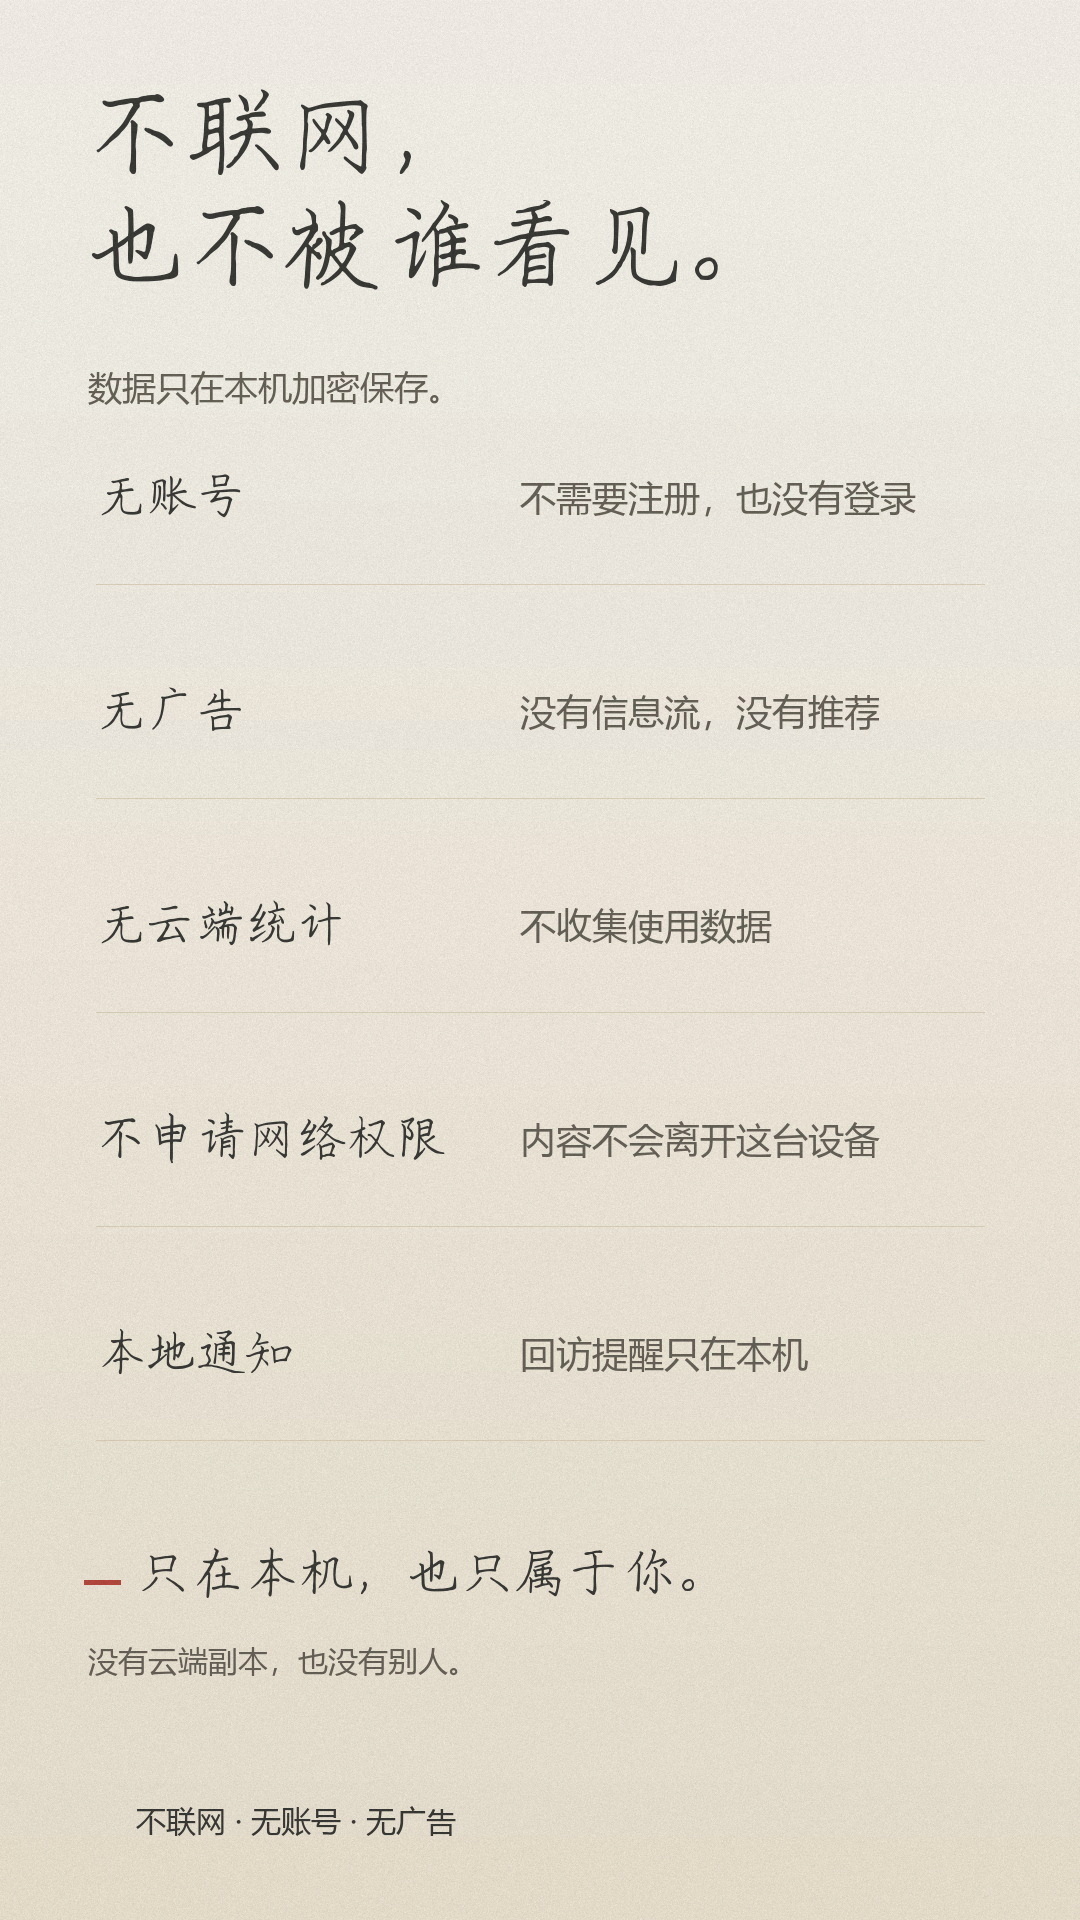 不联网，
也不被谁看见。
数据只在本机加密保存。
无账号 不需要注册，也没有登录
无广告 没有信息流，没有推荐
无云端统计 不收集使用数据
不申请网络权限 内容不会离开这台设备
本地通知 回访提醒只在本机
只在本机，也只属于你。
没有云端副本，也没有别人。
不联网 · 无账号 · 无广告